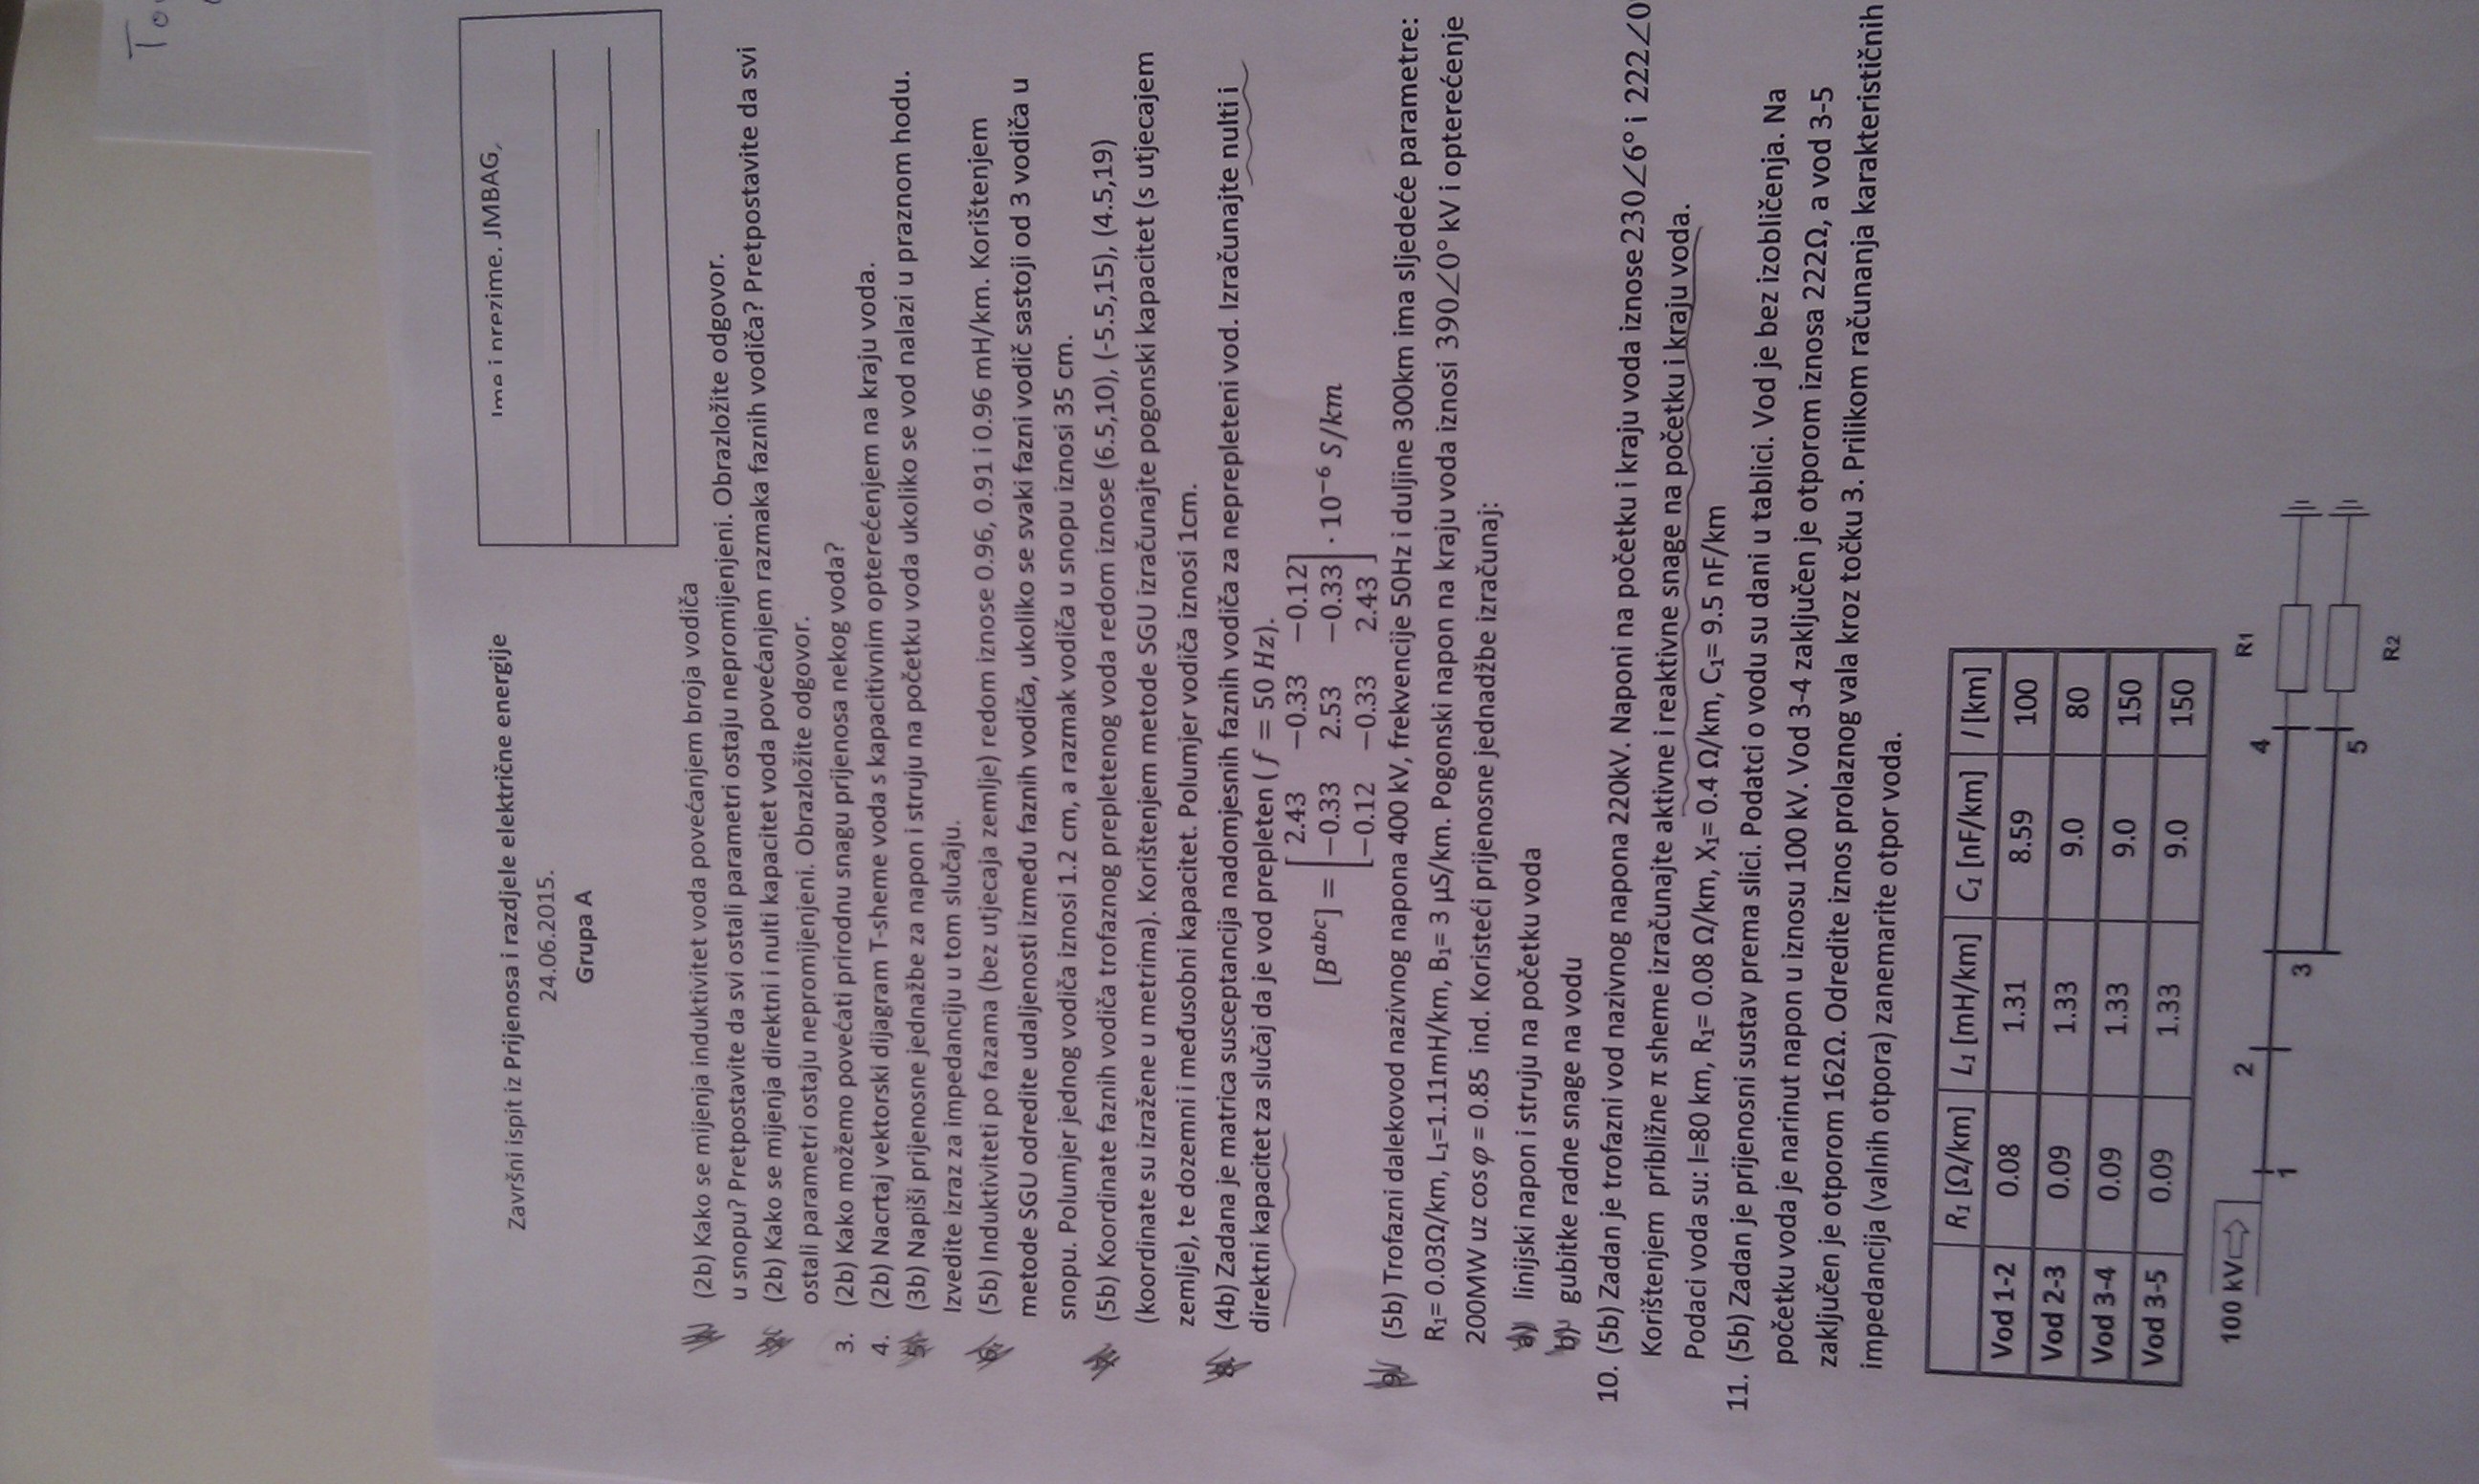 To
Ime i prezime, JMBAG,
Završni ispit iz Prijenosa i razdjele električne energije
24.06.2015.
Grupa A
(2b) Kako se mijenja induktivitet voda povećanjem broja vodiča
u snopu? Pretpostavite da svi ostali parametri ostaju nepromijenjeni. Obrazložite odgovor.
(2b) Kako se mijenja direktni i nulti kapacitet voda povećanjem razmaka faznih vodiča? Pretpostavite da svi
ostali parametri ostaju nepromijenjeni. Obrazložite odgovor.
3. (2b) Kako možemo povećati prirodnu snagu prijenosa nekog voda?
4. (2b) Nacrtaj vektorski dijagram T-sheme voda s kapacitivnim opterećenjem na kraju voda.
5. (3b) Napiši prijenosne jednažbe za napon i struju na početku voda ukoliko se vod nalazi u praznom hodu.
Izvedite izraz za impedanciju u tom slučaju.
6. (5b) Induktiviteti po fazama (bez utjecaja zemlje) redom iznose 0.96, 0.91 i 0.96 mH/km. Korištenjem
metode SGU odredite udaljenosti između faznih vodiča, ukoliko se svaki fazni vodič sastoji od 3 vodiča u
snopu. Polumjer jednog vodiča iznosi 1.2 cm, a razmak vodiča u snopu iznosi 35 cm.
(5b) Koordinate faznih vodiča trofaznog prepletenog voda redom iznose (6.5,10), (-5.5,15), (4.5,19)
(koordinate su izražene u metrima). Korištenjem metode SGU izračunajte pogonski kapacitet (s utjecajem
zemlje), te dozemni i međusobni kapacitet. Polumjer vodiča iznosi 1cm.
8. (4b) Zadana je matrica susceptancija nadomjesnih faznih vodiča za neprepleteni vod. Izračunajte nulti i
direktni kapacitet za slučaj da je vod prepleten (f = 50 Hz).
[B^abc] = [2.43 −0.33 −0.12
−0.33 2.53 −0.33
−0.12 −0.33 2.43] · 10⁻⁶ S/km
9. (5b) Trofazni dalekovod nazivnog napona 400 kV, frekvencije 50Hz i duljine 300km ima sljedeće parametre:
R₁= 0.03Ω/km, L₁=1.11mH/km, B₁= 3 µS/km. Pogonski napon na kraju voda iznosi 390∠0° kV i opterećenje
200MW uz cosφ = 0.85 ind. Koristeći prijenosne jednadžbe izračunaj:
a) linijski napon i struju na početku voda
b) gubitke radne snage na vodu
10. (5b) Zadan je trofazni vod nazivnog napona 220kV. Naponi na početku i kraju voda iznose 230∠6° i 222∠0
Korištenjem približne π sheme izračunajte aktivne i reaktivne snage na početku i kraju voda.
Podaci voda su: l=80 km, R₁= 0.08 Ω/km, X₁= 0.4 Ω/km, C₁= 9.5 nF/km
11. (5b) Zadan je prijenosni sustav prema slici. Podatci o vodu su dani u tablici. Vod je bez izobličenja. Na
početku voda je narinut napon u iznosu 100 kV. Vod 3-4 zaključen je otporom iznosa 222Ω, a vod 3-5
zaključen je otporom 162Ω. Odredite iznos prolaznog vala kroz točku 3. Prilikom računanja karakterističnih
impedancija (valnih otpora) zanemarite otpor voda.
R₁ [Ω/km] L₁ [mH/km] C₁ [nF/km] l [km]
Vod 1-2 0.08 1.31 8.59 100
Vod 2-3 0.09 1.33 9.0 80
Vod 3-4 0.09 1.33 9.0 150
Vod 3-5 0.09 1.33 9.0 150
100 kV
1
2
3
4
5
R1
R2